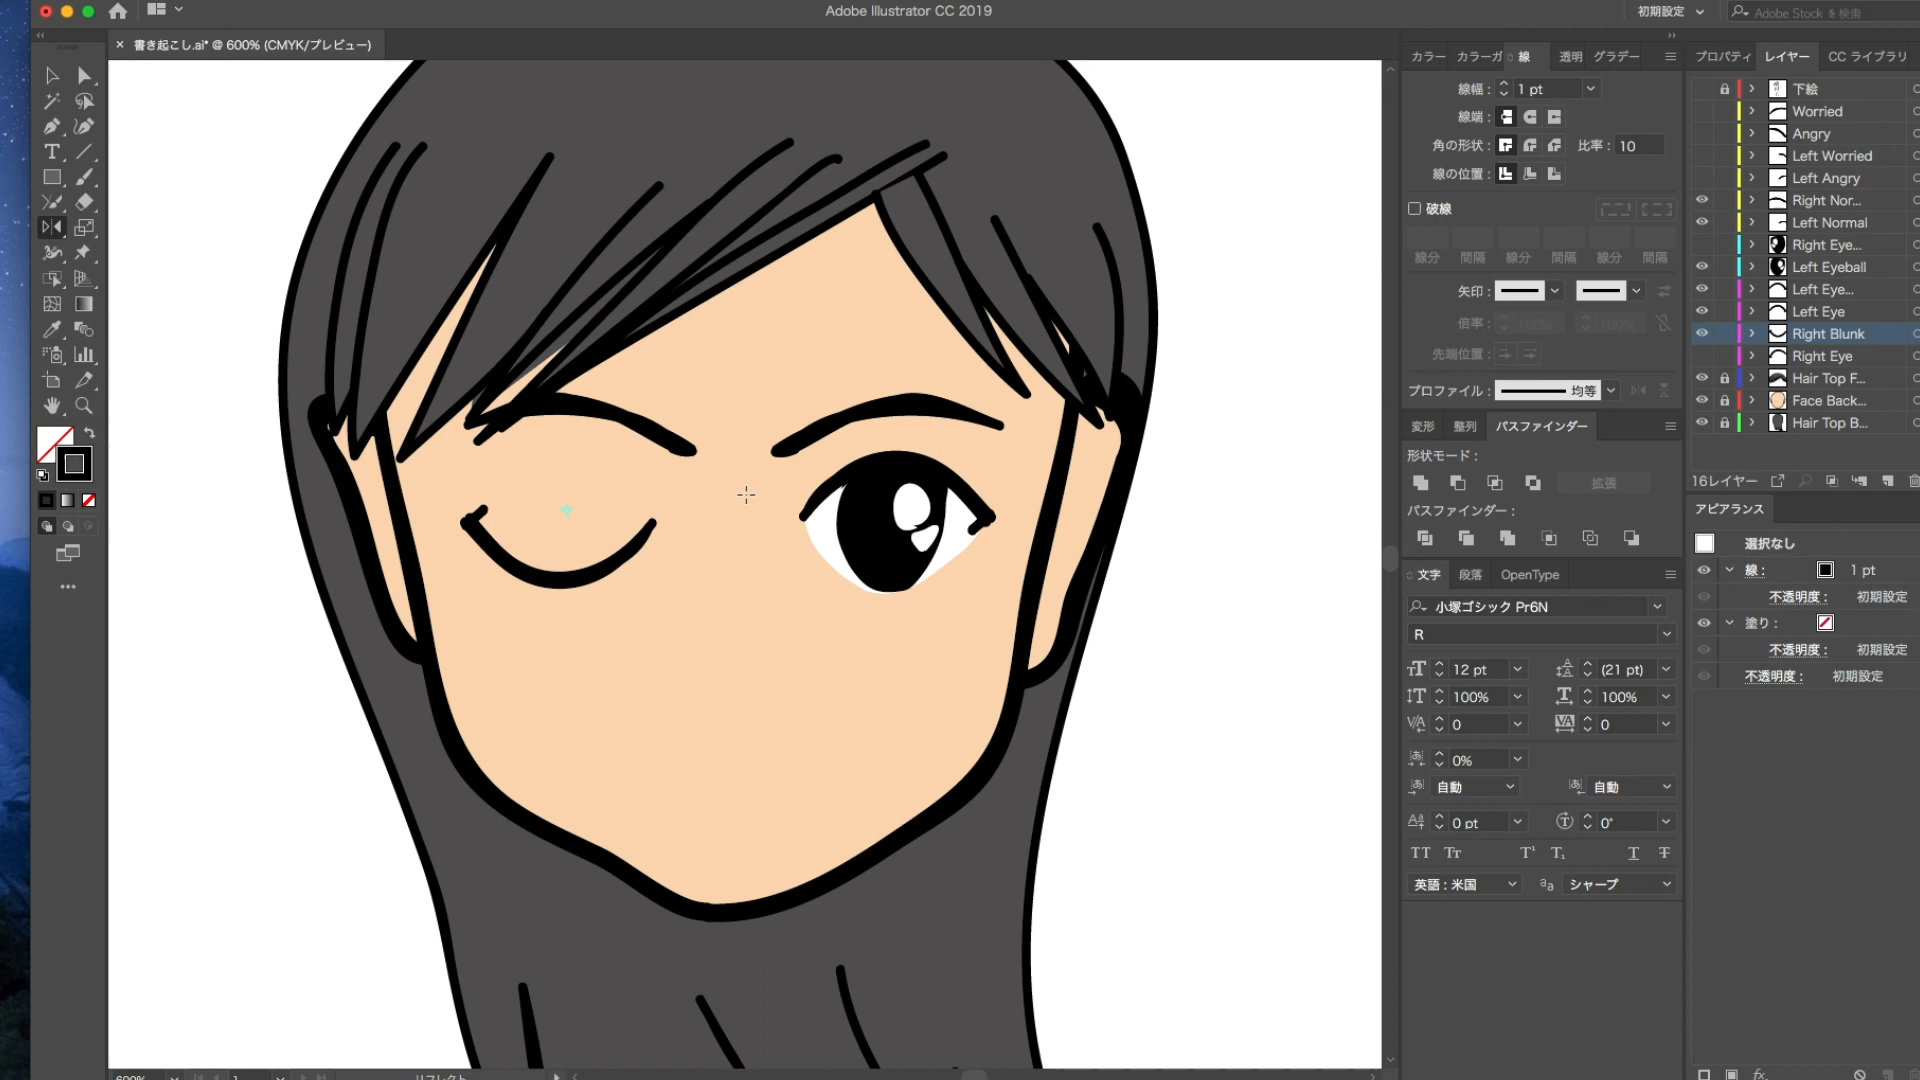 Adobe Illustrator CC 2019
初期設定
Adobe Stock を検索
書き起こし.ai* @ 600% (CMYK/プレビュー)
カラー カラーガ 線 透明 グラデー
線幅 : 1 pt
線端 :
角の形状 : 比率 : 10
線の位置 :
破線
線分 間隔 線分 間隔 線分 間隔
矢印 :
倍率 : 100% 100%
先端位置 :
プロファイル : 均等
変形 整列 パスファインダー
形状モード :
拡張
パスファインダー :
文字 段落 OpenType
小塚ゴシック Pr6N
R
12 pt (21 pt)
100% 100%
0 0
0%
自動 自動
0 pt 0°
英語 : 米国 シャープ
プロパティ レイヤー CC ライブラリ
下絵
Worried
Angry
Left Worried
Left Angry
Right Nor...
Left Normal
Right Eye...
Left Eyeball
Left Eye...
Left Eye
Right Blunk
Right Eye
Hair Top F...
Face Back...
Hair Top B...
16レイヤー
アピアランス
選択なし
線 : 1 pt
不透明度 : 初期設定
塗り :
不透明度 : 初期設定
不透明度 : 初期設定
600% 1 リフレクト